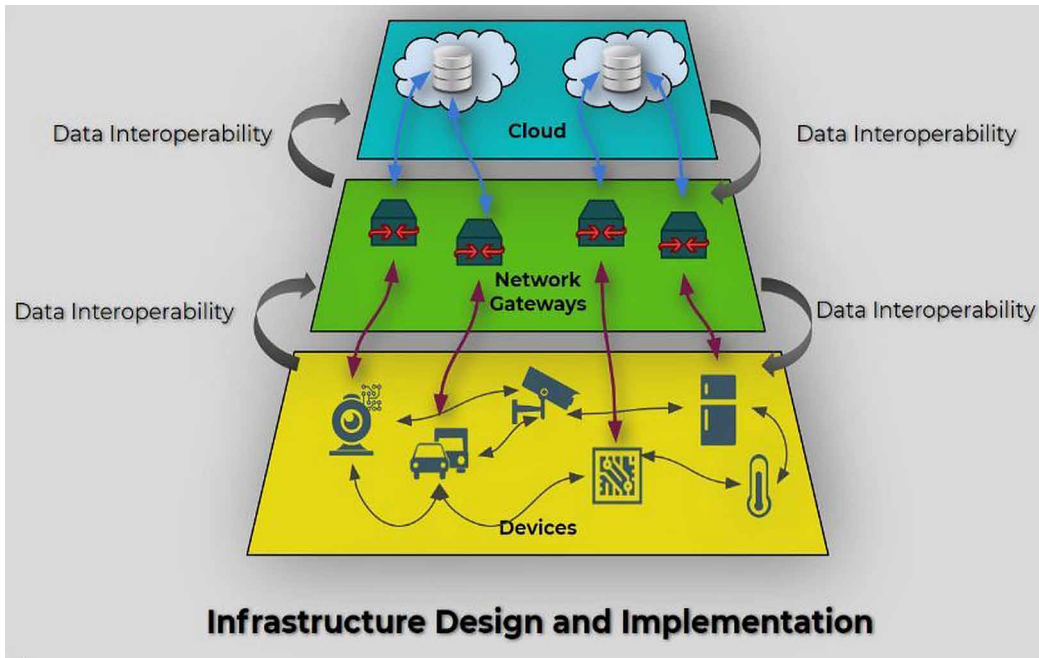 Cloud
Data Interoperability
Data Interoperability
Network
Gateways
Data Interoperability
Data Interoperability
Devices
Infrastructure Design and Implementation